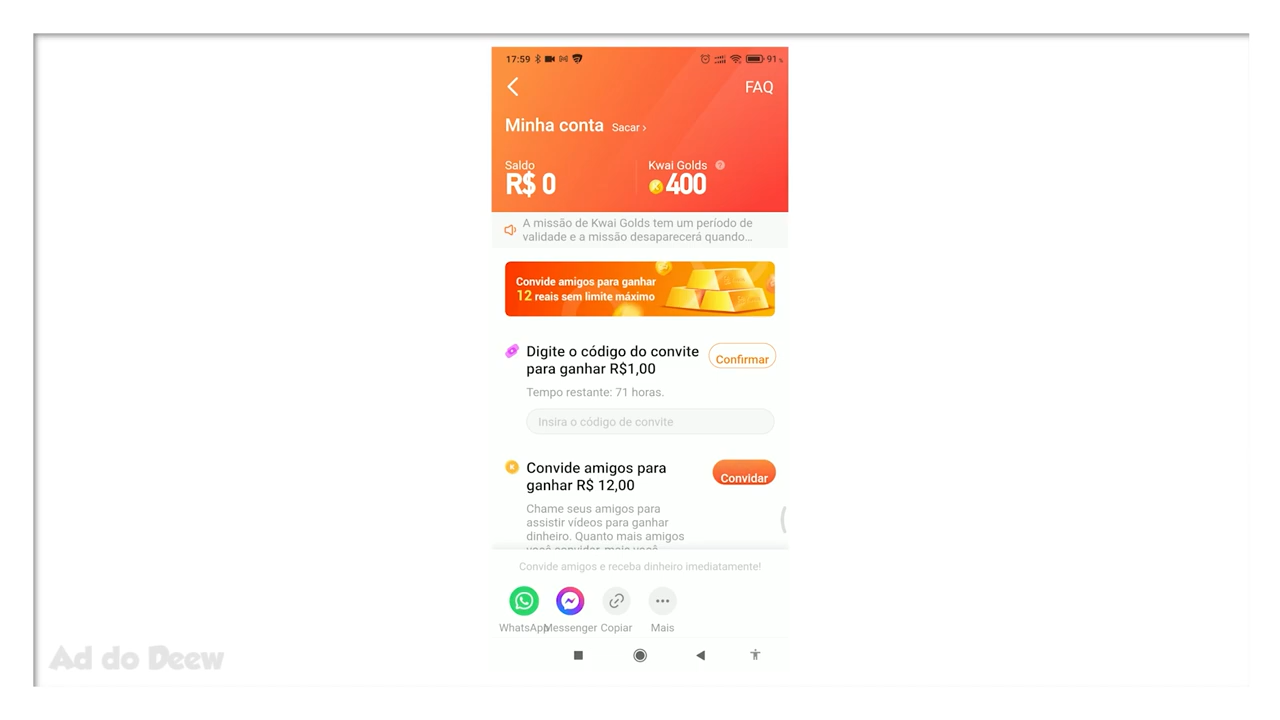 17:59
91
FAQ
Minha conta Sacar >
Saldo
R$ 0
Kwai Golds ?
400
A missão de Kwai Golds tem um período de
validade e a missão desaparecerá quando...
Convide amigos para ganhar
12 reais sem limite máximo
Digite o código do convite
para ganhar R$1,00
Confirmar
Tempo restante: 71 horas.
Insira o código de convite
Convide amigos para
ganhar R$ 12,00
Convidar
Chame seus amigos para
assistir vídeos para ganhar
dinheiro. Quanto mais amigos
você convidar, mais você
Convide amigos e receba dinheiro imediatamente!
WhatsApp Messenger Copiar Mais
Ad do Deew